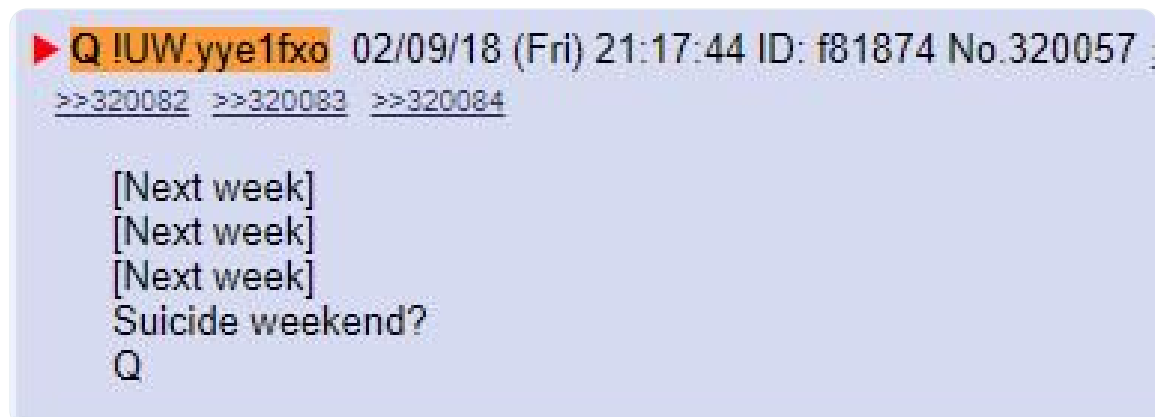 Q !UW.yye1fxo 02/09/18 (Fri) 21:17:44 ID: f81874 No.320057
>>320082 >>320083 >>320084
[Next week]
[Next week]
[Next week]
Suicide weekend?
Q